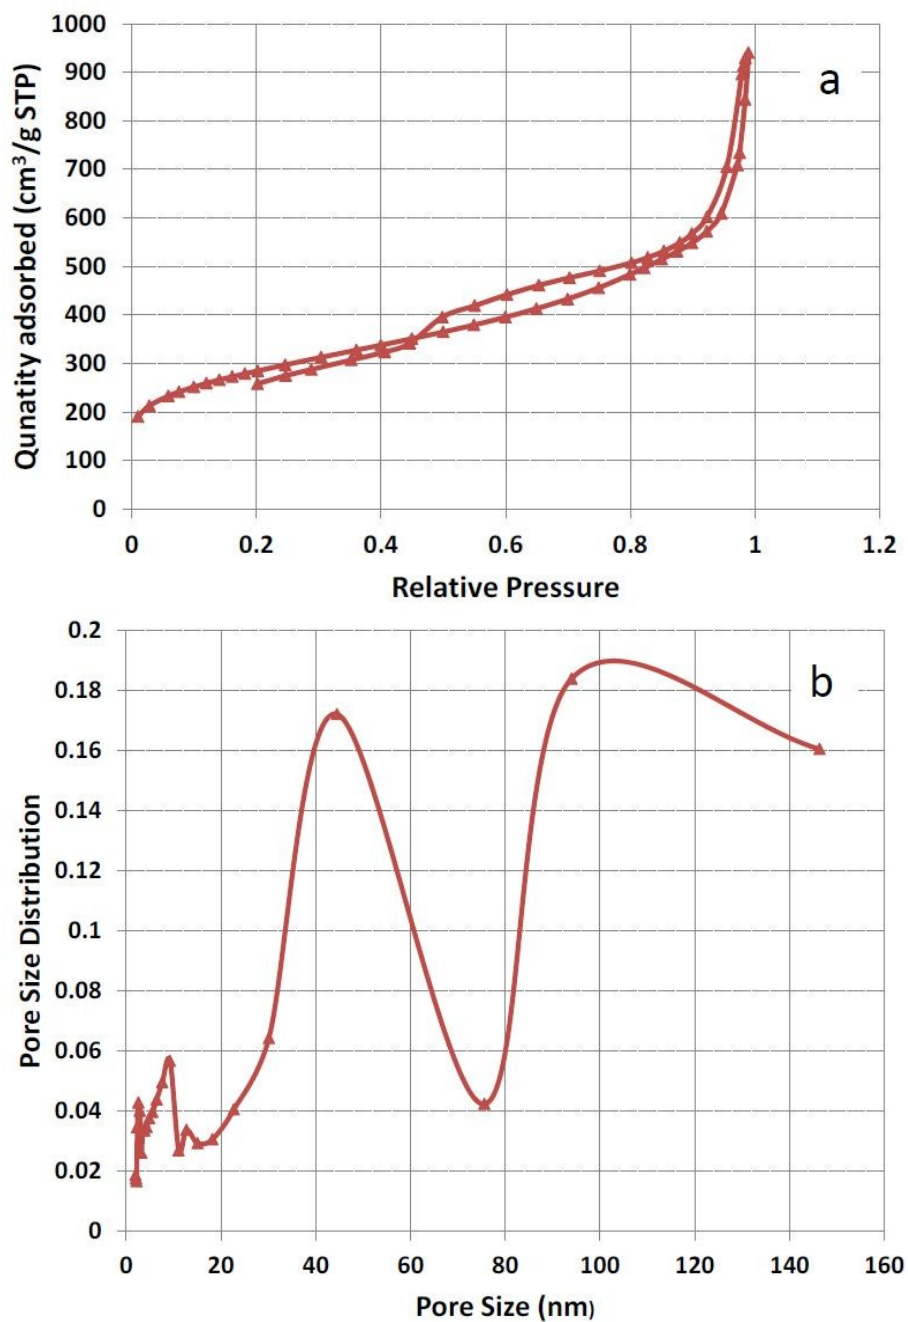 1000
900
800
700
600
500
400
300
200
100
0
Qunatity adsorbed (cm³/g STP)
a
0 0.2 0.4 0.6 0.8 1 1.2
Relative Pressure
0.2
0.18
0.16
0.14
0.12
0.1
0.08
0.06
0.04
0.02
0
Pore Size Distribution
b
0 20 40 60 80 100 120 140 160
Pore Size (nm)